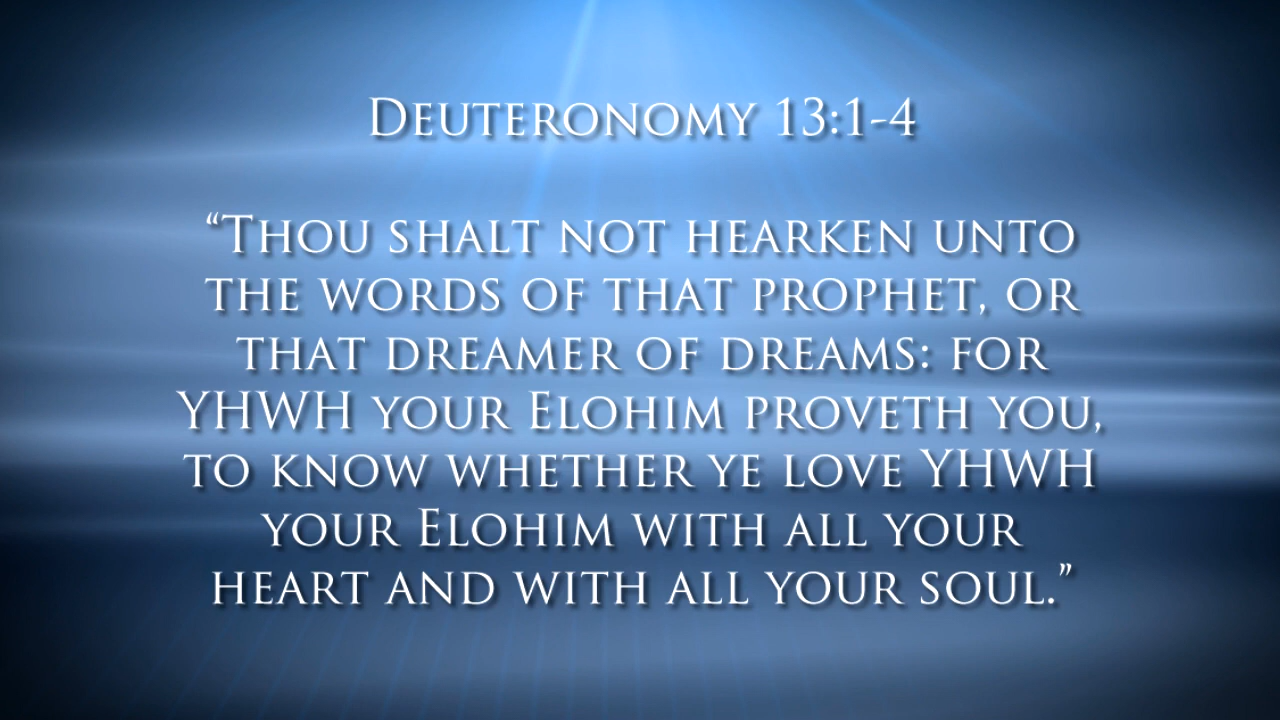 Deuteronomy 13:1-4
“Thou shalt not hearken unto
the words of that prophet, or
that dreamer of dreams: for
YHWH your Elohim proveth you,
to know whether ye love YHWH
your Elohim with all your
heart and with all your soul.”